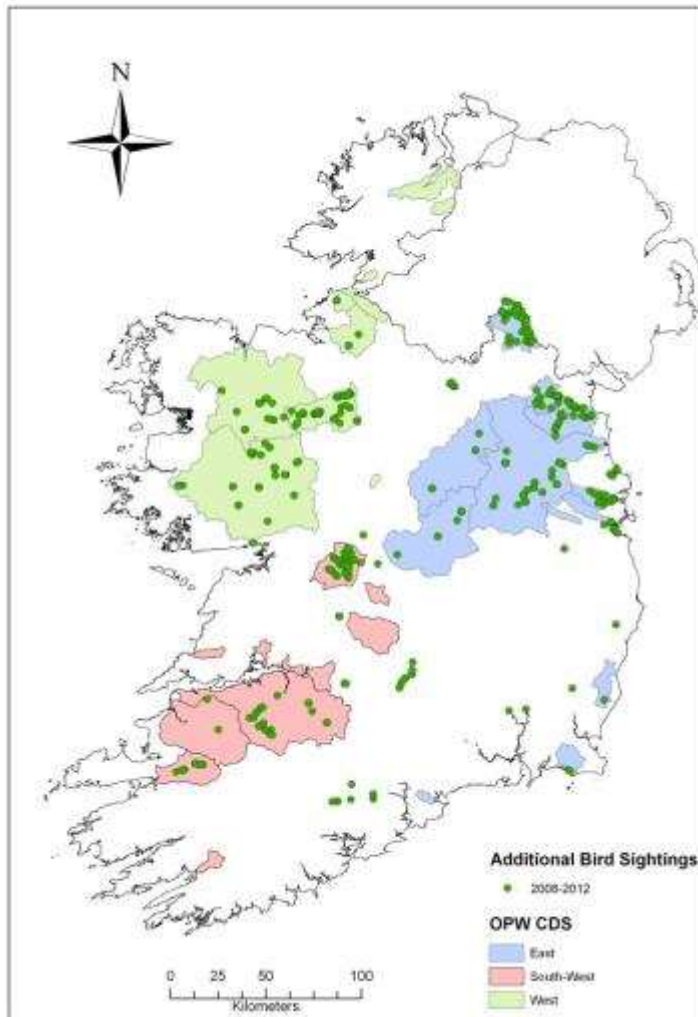 N
Additional Bird Sightings
2008-2012
OPW CDS
East
South-West
West
0 25 50 100
Kilometers